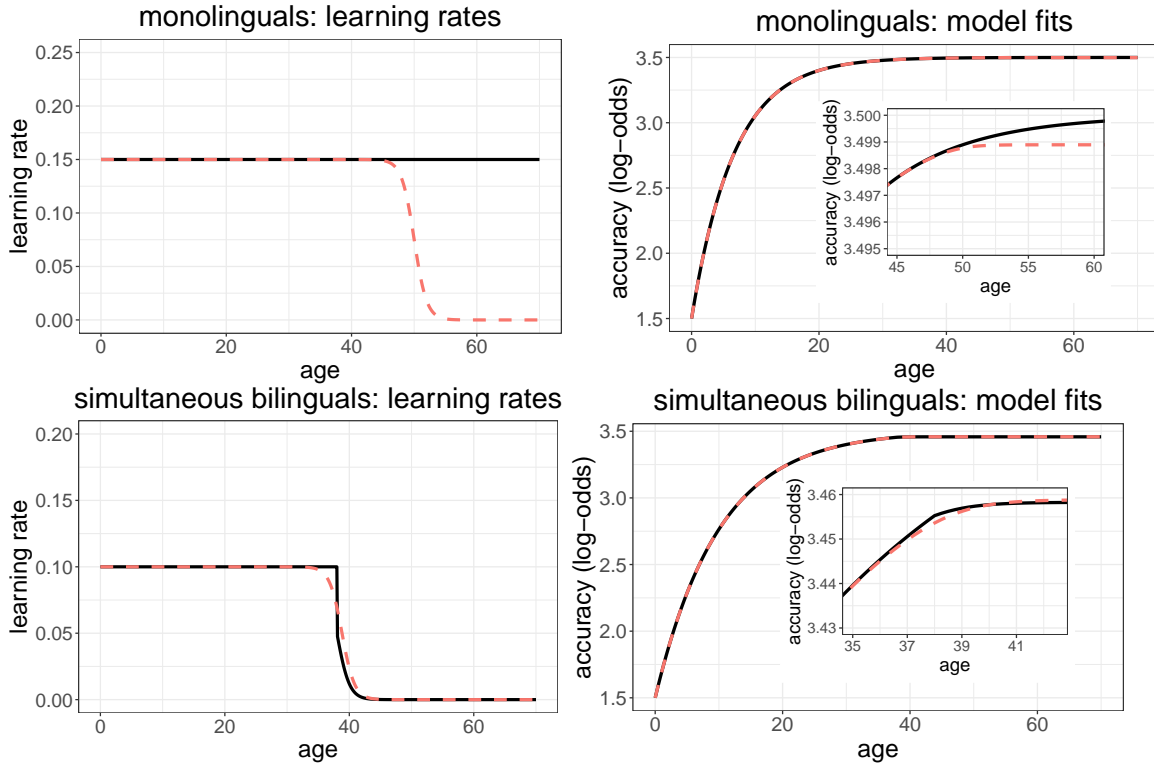 monolinguals: learning rates
learning rate
0.25
0.20
0.15
0.10
0.05
0.00
0 20 40 60
age
monolinguals: model fits
accuracy (log−odds)
3.5
3.0
2.5
2.0
1.5
0 20 40 60
age
accuracy (log−odds)
3.500
3.499
3.498
3.497
3.496
3.495
45 50 55 60
age
simultaneous bilinguals: learning rates
learning rate
0.20
0.15
0.10
0.05
0.00
0 20 40 60
age
simultaneous bilinguals: model fits
accuracy (log−odds)
3.5
3.0
2.5
2.0
1.5
0 20 40 60
age
accuracy (log−odds)
3.46
3.45
3.44
3.43
35 37 39 41
age